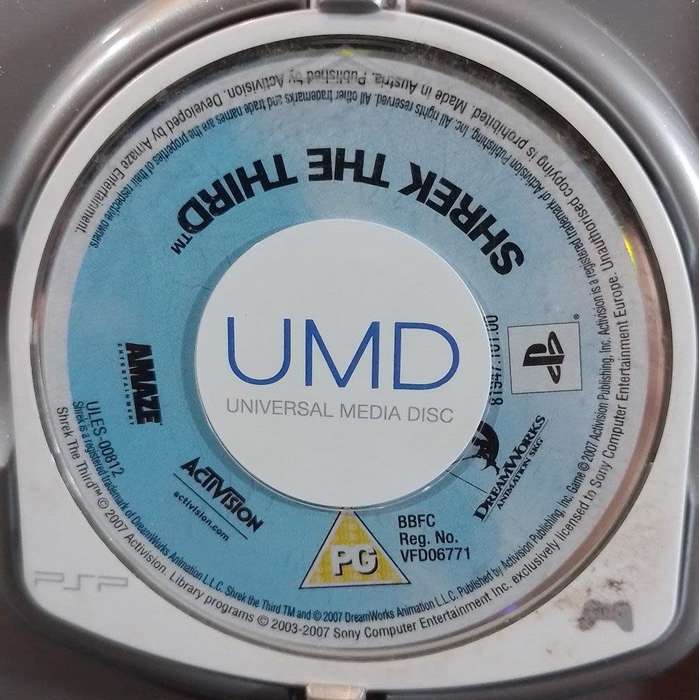 SHREK THE THIRD™
UMD
UNIVERSAL MEDIA DISC
81947.101.00
DREAMWORKS
ANIMATION SKG™
BBFC
Reg. No.
VFD06771
PG
ACTIVISION®
activision.com
AMAZE
ENTERTAINMENT
ULES-00812
Shrek is a registered trademark of DreamWorks Animation L.L.C. Shrek the Third TM and © 2007 DreamWorks Animation L.L.C. Published by Activision Publishing, Inc. Game © 2007 Activision Publishing, Inc. Activision is a registered trademark of Activision Publishing, Inc. All rights reserved. All other trademarks and trade names are the properties of their respective owners.
Shrek The Third™ © 2007 Activision. Library programs © 2003-2007 Sony Computer Entertainment Inc. exclusively licensed to Sony Computer Entertainment Europe. Unauthorised copying is prohibited. Made in Austria. Published by Activision. Developed by Amaze Entertainment.
PSP